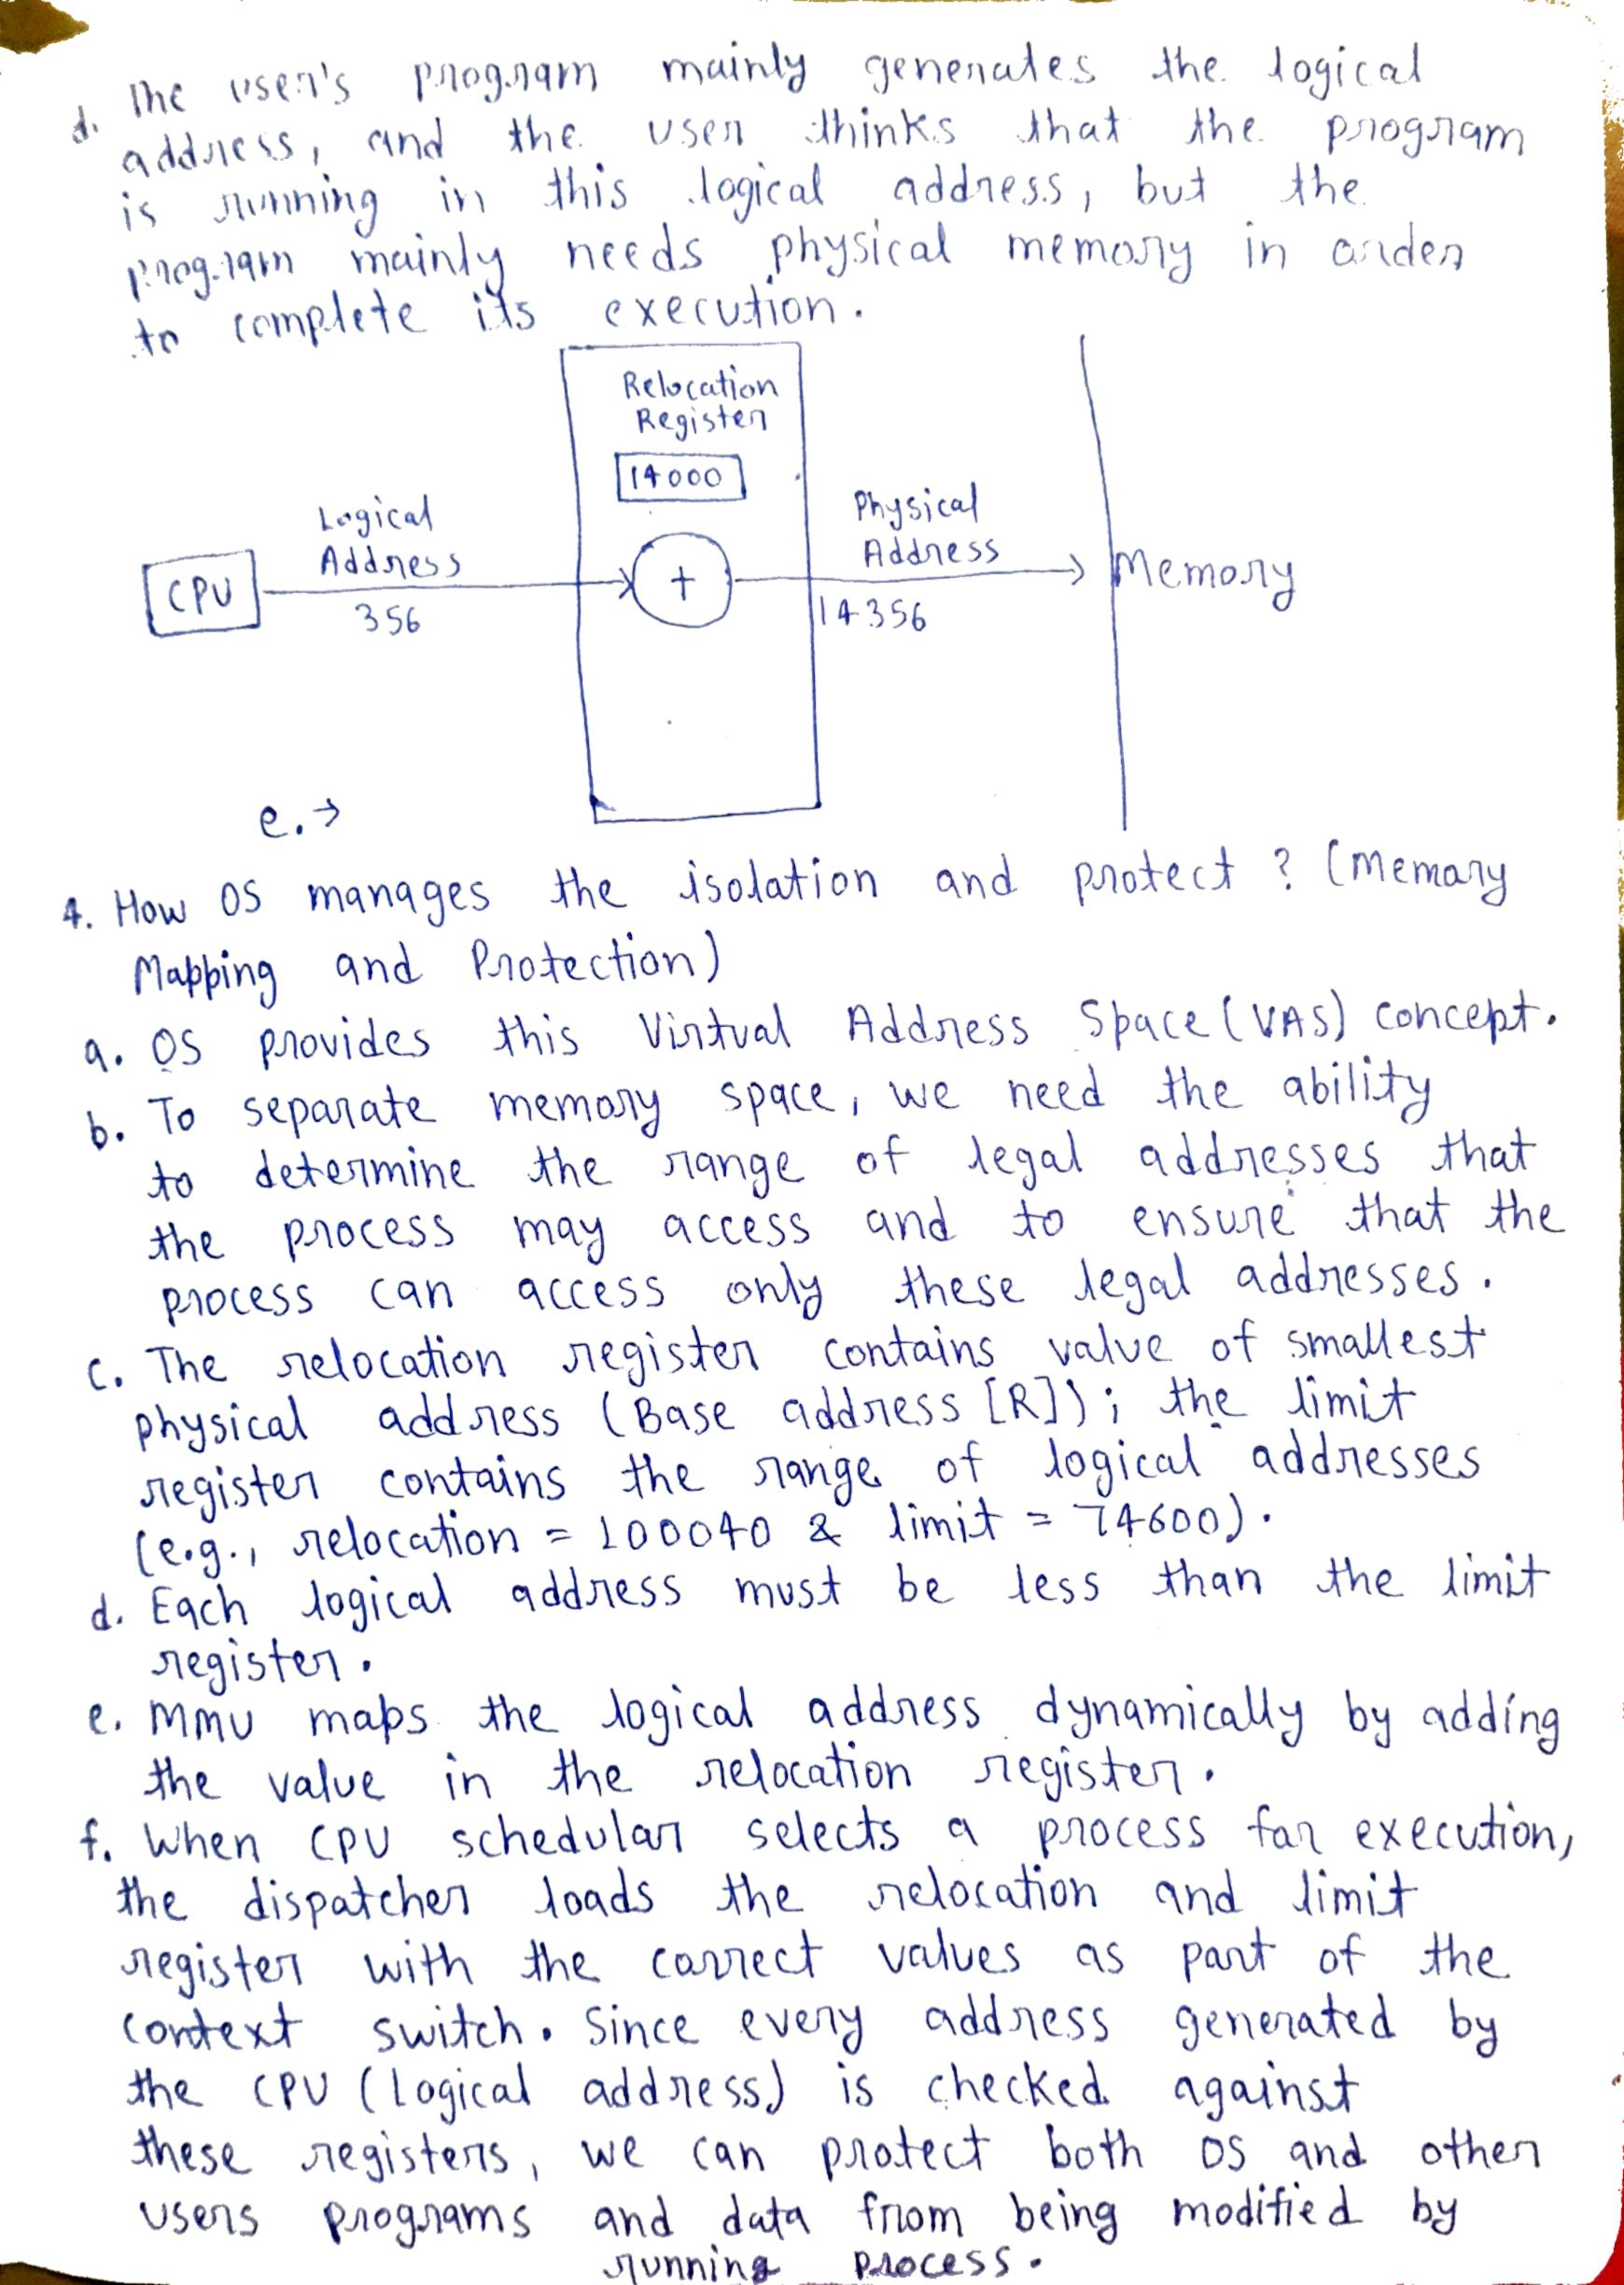 d. The user's program mainly generates the logical
address, and the user thinks that the program
is running in this logical address, but the
program mainly needs physical memory in order
to complete its execution.
Relocation
Register
14000
Logical
Address
CPU
356
+
Physical
Address
14356
Memory
e. →
4. How OS manages the isolation and protect? (Memory
Mapping and Protection)
a. OS provides this Virtual Address Space (VAS) concept.
b. To separate memory space, we need the ability
to determine the range of legal addresses that
the process may access and to ensure that the
process can access only these legal addresses.
c. The relocation register contains value of smallest
physical address (Base address [R]); the limit
register contains the range of logical addresses
(e.g., relocation = 100040 & limit = 74600).
d. Each logical address must be less than the limit
register.
e. MMU maps the logical address dynamically by adding
the value in the relocation register.
f. When CPU schedular selects a process for execution,
the dispatcher loads the relocation and limit
register with the correct values as part of the
context switch. Since every address generated by
the CPU (Logical address) is checked against
these registers, we can protect both OS and other
users programs and data from being modified by
running process.